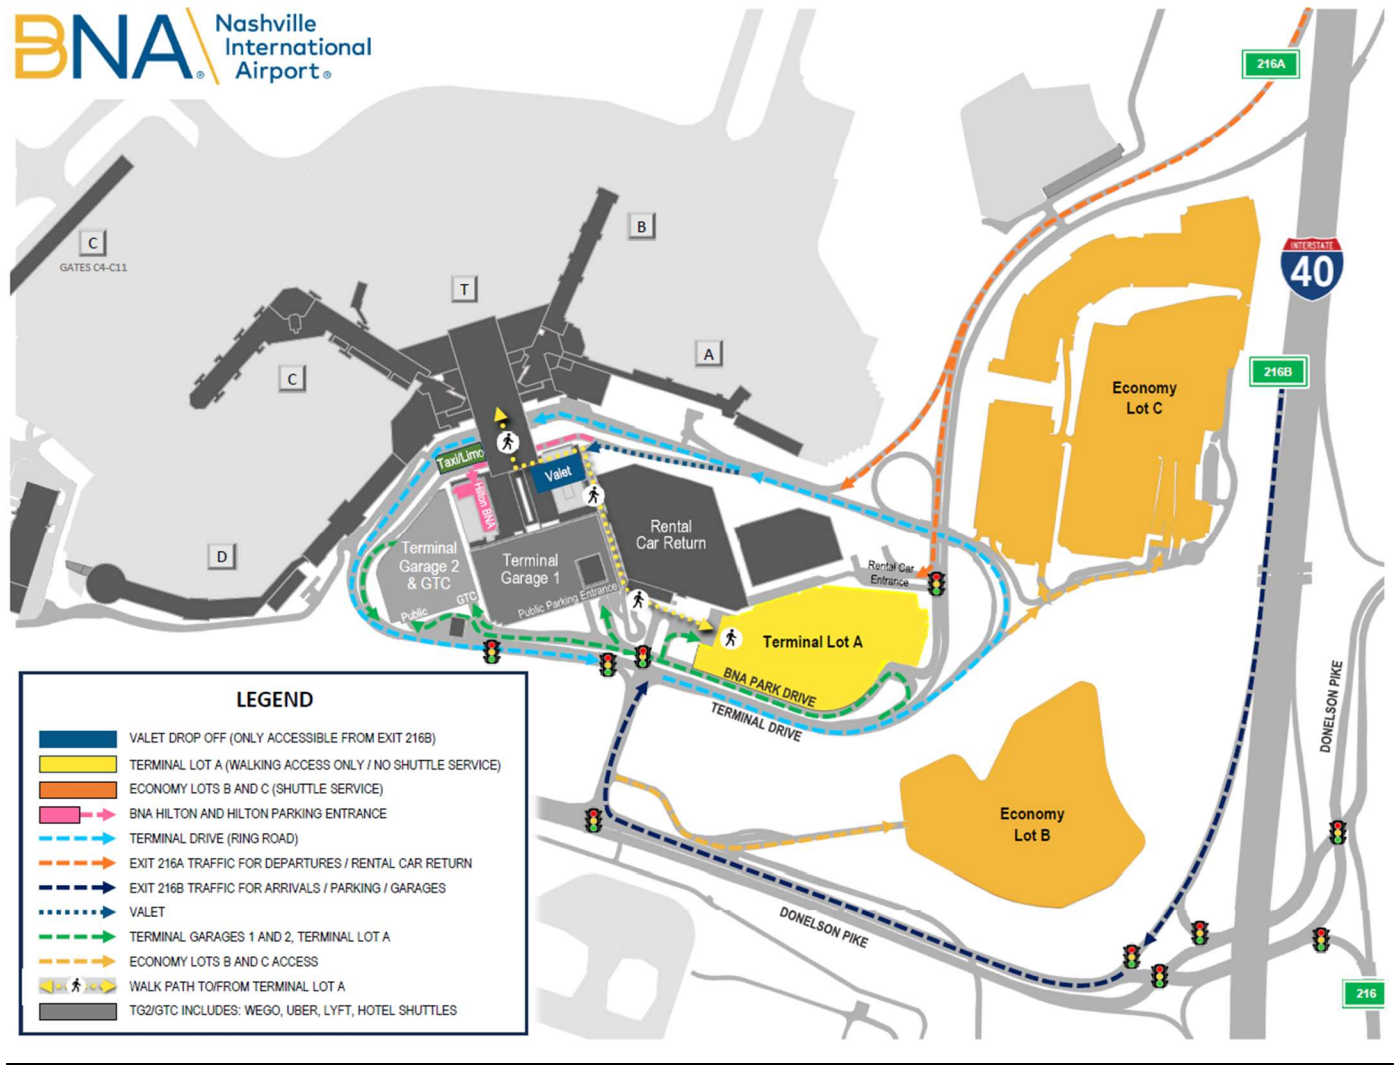 BNA
Nashville
International
Airport
216A
B
C
GATES C4-C11
T
INTERSTATE
40
A
216B
C
Economy
Lot C
Taxi/Limo
Valet
Hilton BNA
Rental
Car Return
D
Terminal
Garage 2
& GTC
Terminal
Garage 1
Rental Car
Entrance
Public
GTC
Public Parking Entrance
Terminal Lot A
BNA PARK DRIVE
TERMINAL DRIVE
DONELSON PIKE
Economy
Lot B
DONELSON PIKE
216
LEGEND
VALET DROP OFF (ONLY ACCESSIBLE FROM EXIT 216B)
TERMINAL LOT A (WALKING ACCESS ONLY / NO SHUTTLE SERVICE)
ECONOMY LOTS B AND C (SHUTTLE SERVICE)
BNA HILTON AND HILTON PARKING ENTRANCE
TERMINAL DRIVE (RING ROAD)
EXIT 216A TRAFFIC FOR DEPARTURES / RENTAL CAR RETURN
EXIT 216B TRAFFIC FOR ARRIVALS / PARKING / GARAGES
VALET
TERMINAL GARAGES 1 AND 2, TERMINAL LOT A
ECONOMY LOTS B AND C ACCESS
WALK PATH TO/FROM TERMINAL LOT A
TG2/GTC INCLUDES: WEGO, UBER, LYFT, HOTEL SHUTTLES